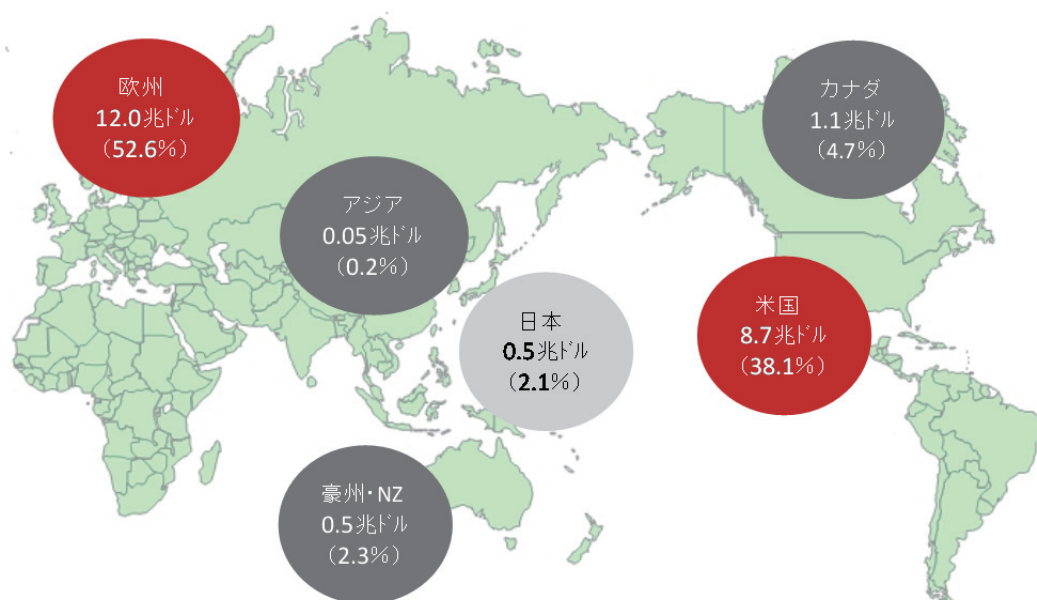 欧州
12.0兆ﾄﾞﾙ
(52.6%)
カナダ
1.1兆ﾄﾞﾙ
(4.7%)
アジア
0.05兆ﾄﾞﾙ
(0.2%)
日本
0.5兆ﾄﾞﾙ
(2.1%)
米国
8.7兆ﾄﾞﾙ
(38.1%)
豪州・NZ
0.5兆ﾄﾞﾙ
(2.3%)